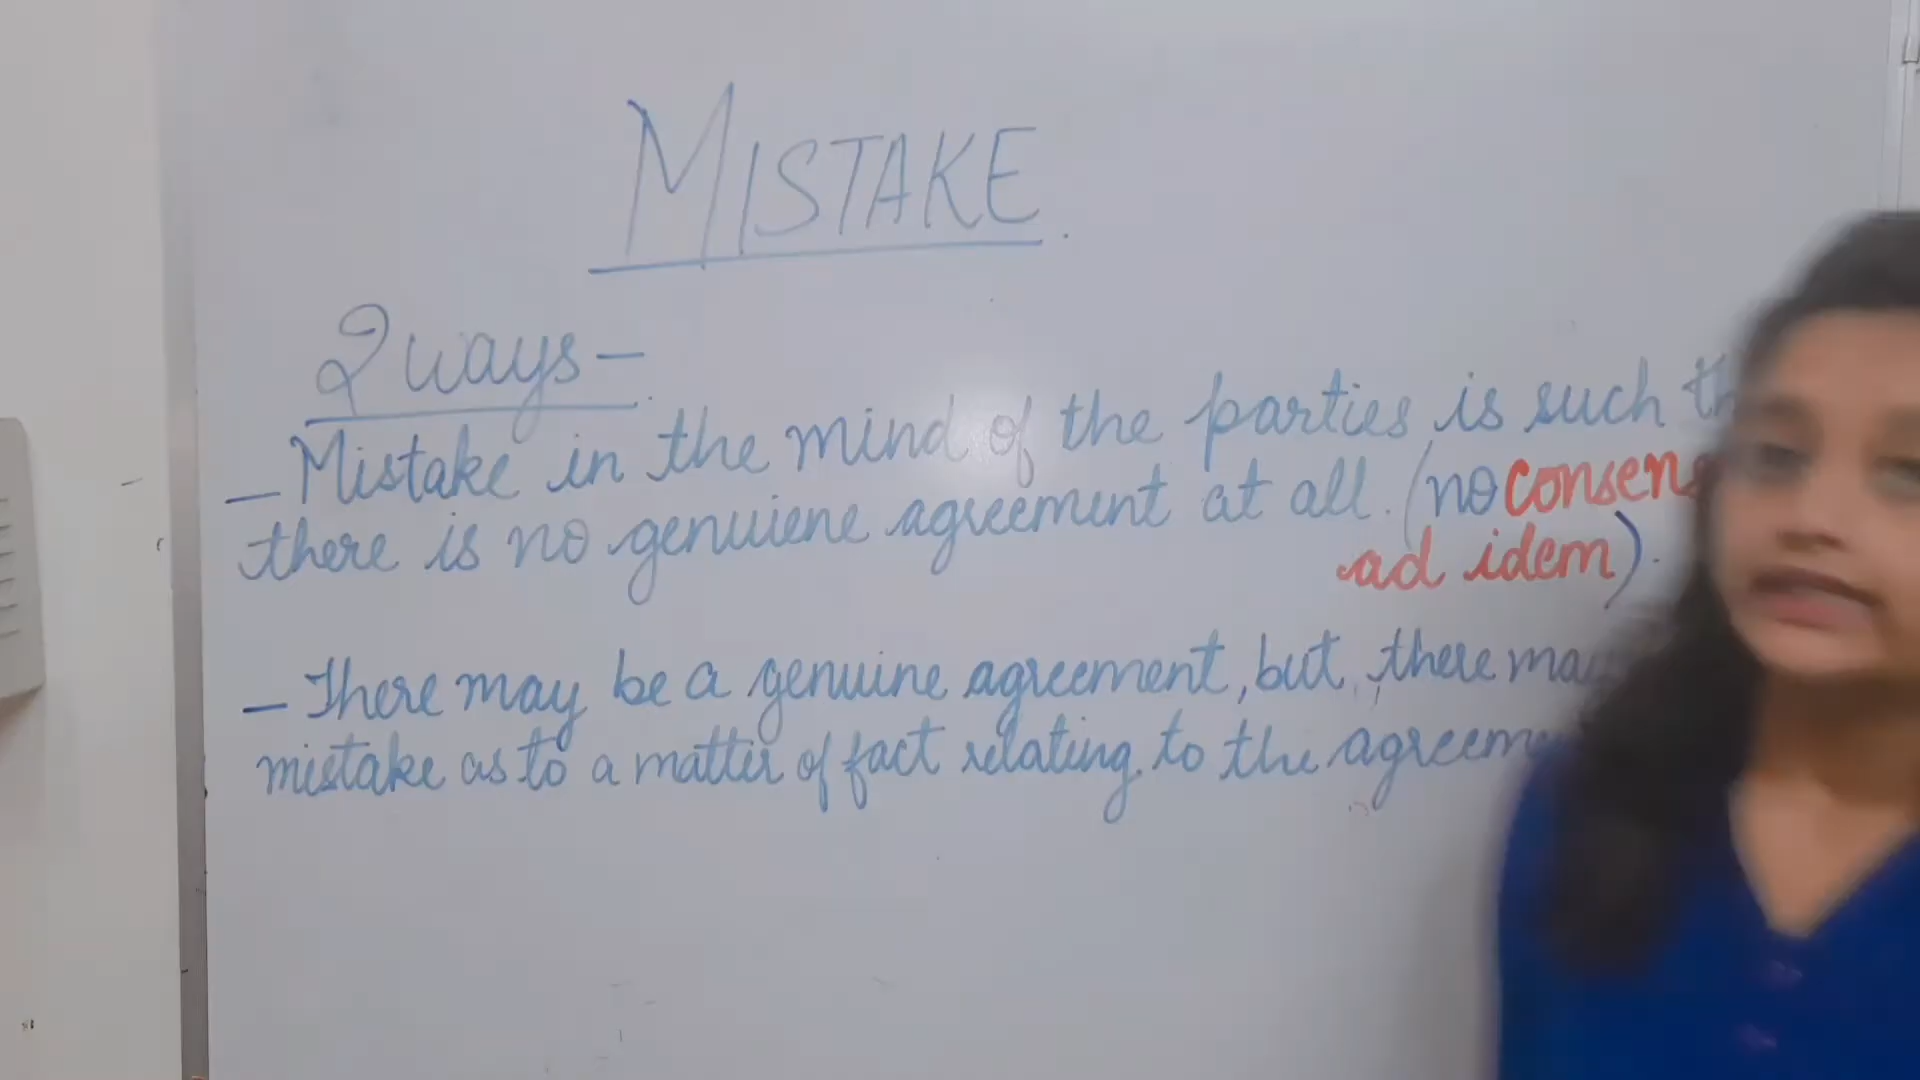 MISTAKE.
2 ways -
- Mistake in the mind of the parties is such
there is no genuiene agreement at all. (no
ad idem).
- There may be a genuine agreement, but, there
mistake as to a matter of fact relating to the